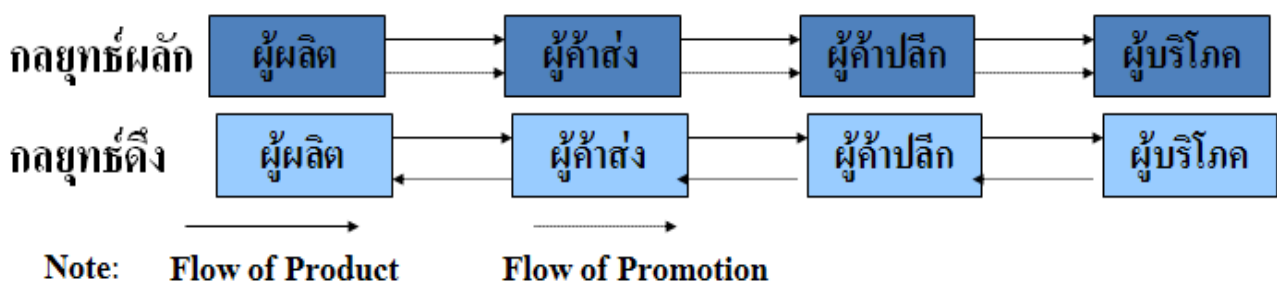 กลยุทธ์ผลัก ผู้ผลิต ผู้ค้าส่ง ผู้ค้าปลีก ผู้บริโภค
กลยุทธ์ดึง ผู้ผลิต ผู้ค้าส่ง ผู้ค้าปลีก ผู้บริโภค
Note: Flow of Product Flow of Promotion